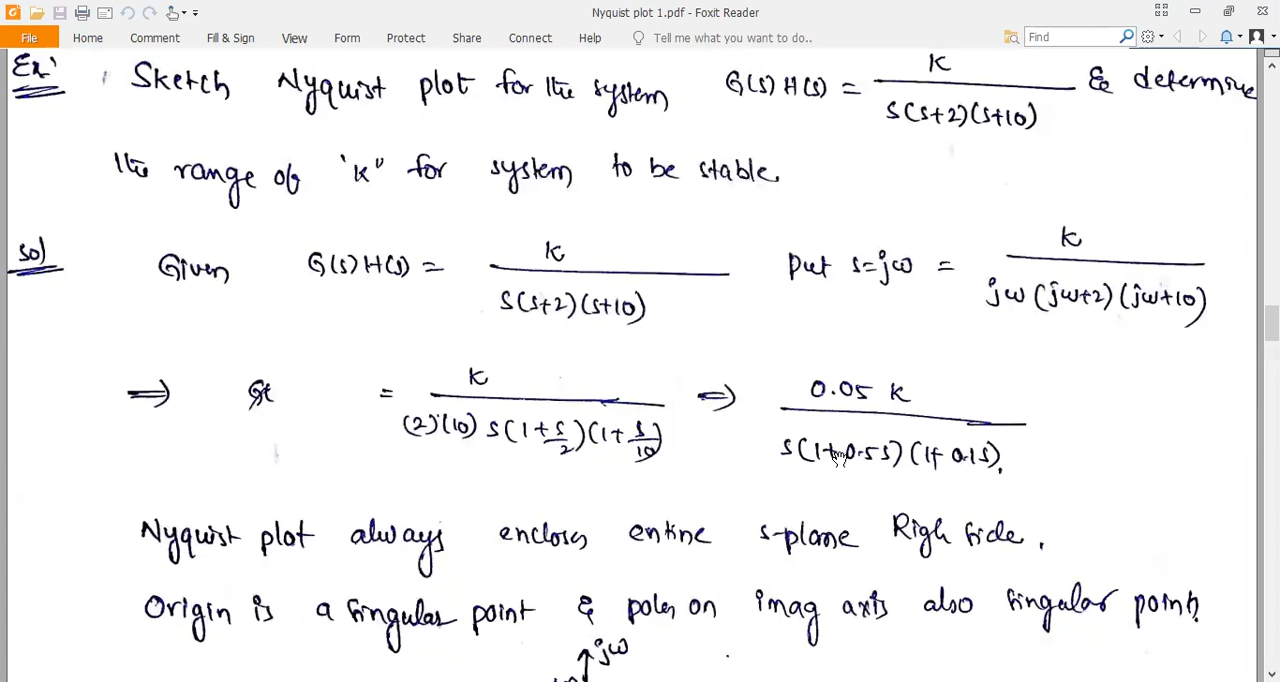 Nyquist plot 1.pdf - Foxit Reader
File Home Comment Fill & Sign View Form Protect Share Connect Help Tell me what you want to do.. Find
Ex: Sketch Nyquist plot for the system G(s) H(s) = K / s(s+2)(s+10) & determine
the range of 'K" for system to be stable.
Sol Given G(s) H(s) = K / s(s+2)(s+10) Put s=jω = K / jω (jω+2) (jω+10)
⇒ = K / (2)(10) s(1+s/2)(1+s/10) ⇒ 0.05 K / s(1+0.5s) (1+ 0.1s).
Nyquist plot always encloses entire s-plane Righ side.
Origin is a singular point & poles on imag axis also singular points.
jω